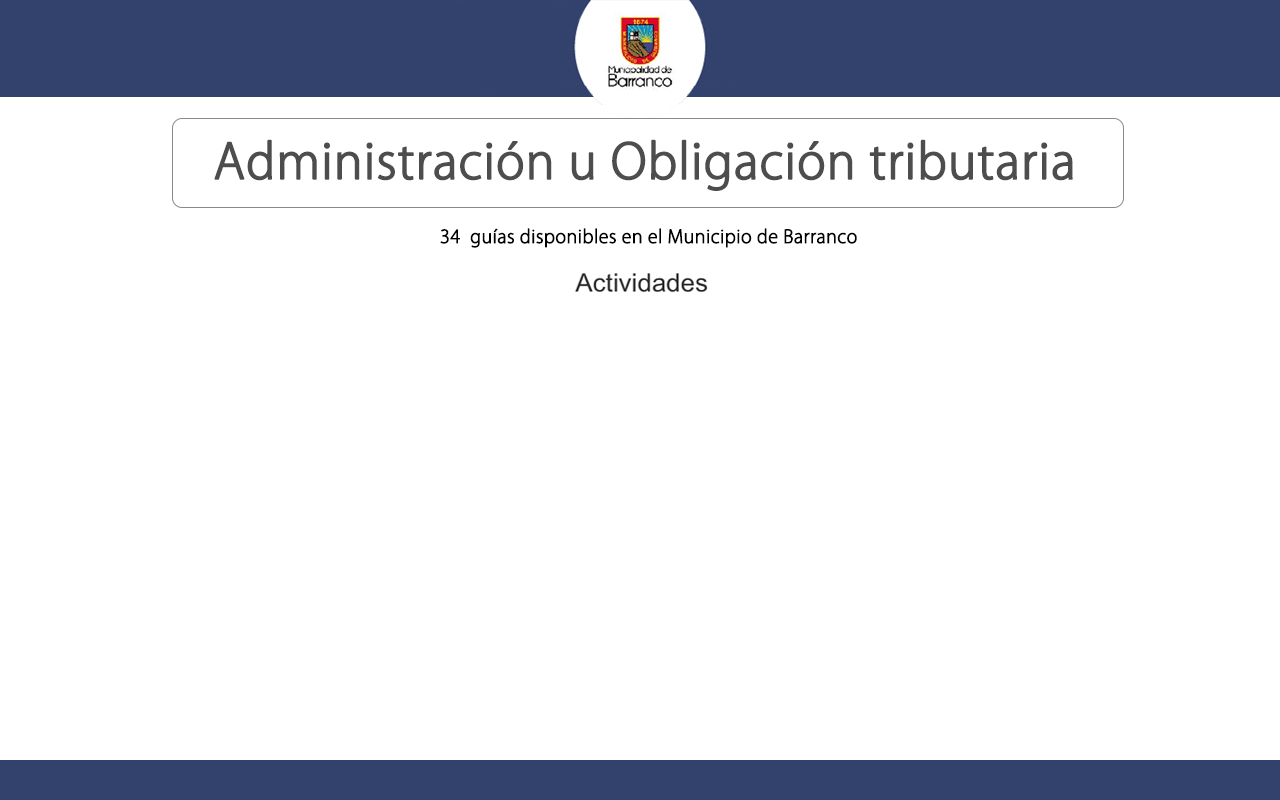 1874
Municipalidad de
Barranco
Administración u Obligación tributaria
34 guías disponibles en el Municipio de Barranco
Actividades